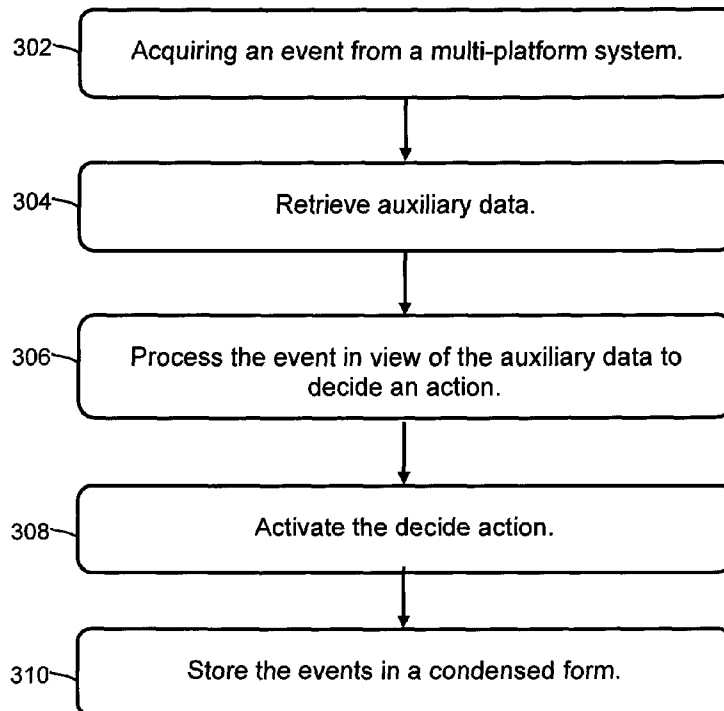 302
Acquiring an event from a multi-platform system.
304
Retrieve auxiliary data.
306
Process the event in view of the auxiliary data to
decide an action.
308
Activate the decide action.
310
Store the events in a condensed form.